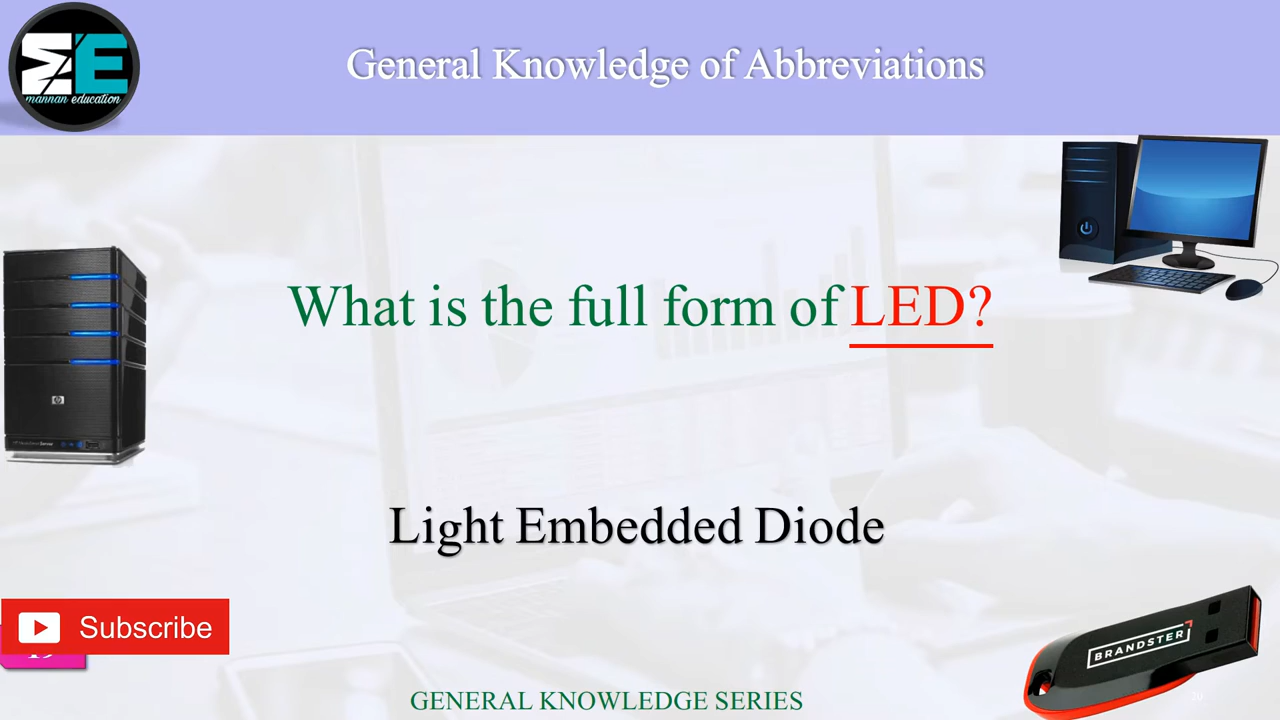 mannan education
General Knowledge of Abbreviations
What is the full form of LED?
Light Embedded Diode
Subscribe
BRANDSTER
GENERAL KNOWLEDGE SERIES